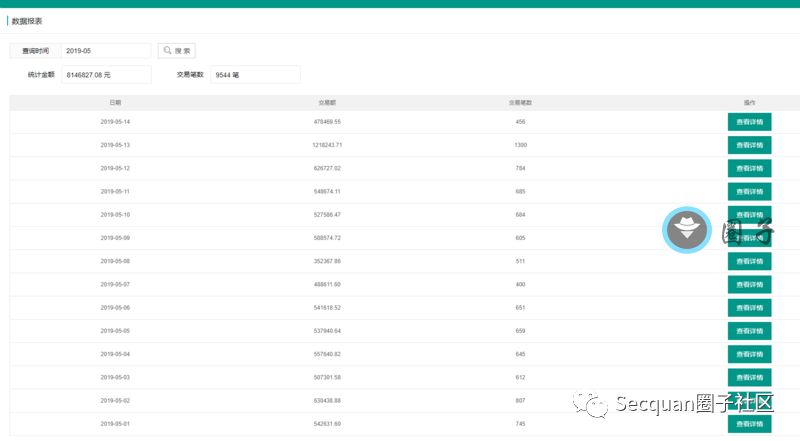 数据报表
查询时间 2019-05 搜 索
统计金额 8146827.08 元 交易笔数 9544 笔
日期 交易额 交易笔数 操作
2019-05-14 478469.55 456 查看详情
2019-05-13 1218243.71 1300 查看详情
2019-05-12 626727.02 784 查看详情
2019-05-11 548674.11 685 查看详情
2019-05-10 527586.47 684 查看详情
2019-05-09 588574.72 605 查看详情
圈子
2019-05-08 352367.86 511 查看详情
2019-05-07 488611.60 400 查看详情
2019-05-06 541618.52 651 查看详情
2019-05-05 537940.64 659 查看详情
2019-05-04 557640.82 645 查看详情
2019-05-03 507301.58 612 查看详情
2019-05-02 630438.88 807 查看详情
Secquan圈子社区
2019-05-01 542631.60 745 查看详情